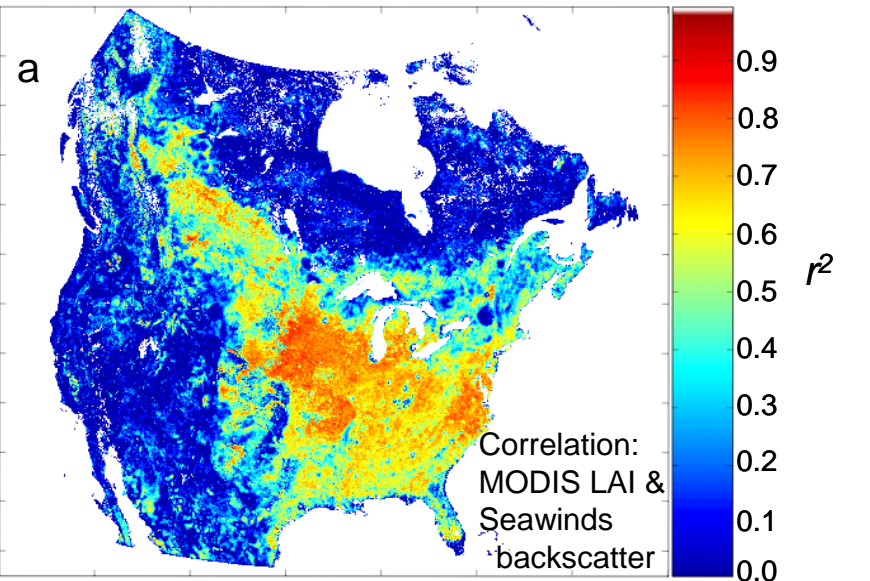 a
Correlation:
MODIS LAI &
Seawinds
backscatter
0.9
0.8
0.7
0.6
0.5
0.4
0.3
0.2
0.1
0.0
r²